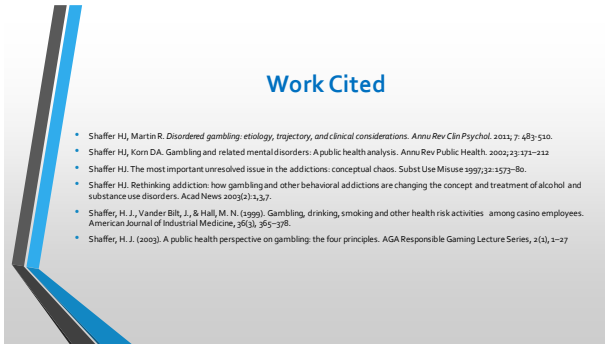 Work Cited
• Shaffer HJ, Martin R. Disordered gambling: etiology, trajectory, and clinical considerations. Annu Rev Clin Psychol. 2011; 7: 483-510.
• Shaffer HJ, Korn DA. Gambling and related mental disorders: A public health analysis. Annu Rev Public Health. 2002; 23: 171–212
• Shaffer HJ. The most important unresolved issue in the addictions: conceptual chaos. Subst Use Misuse 1997;32:1573–80.
• Shaffer HJ. Rethinking addiction: how gambling and other behavioral addictions are changing the concept and treatment of alcohol and
substance use disorders. Acad News 2003(2):1,3,7.
• Shaffer, H. J., Vander Bilt, J., & Hall, M. N. (1999). Gambling, drinking, smoking and other health risk activities among casino employees.
American Journal of Industrial Medicine, 36(3), 365–378.
• Shaffer, H. J. (2003). A public health perspective on gambling: the four principles. AGA Responsible Gaming Lecture Series, 2(1), 1–27